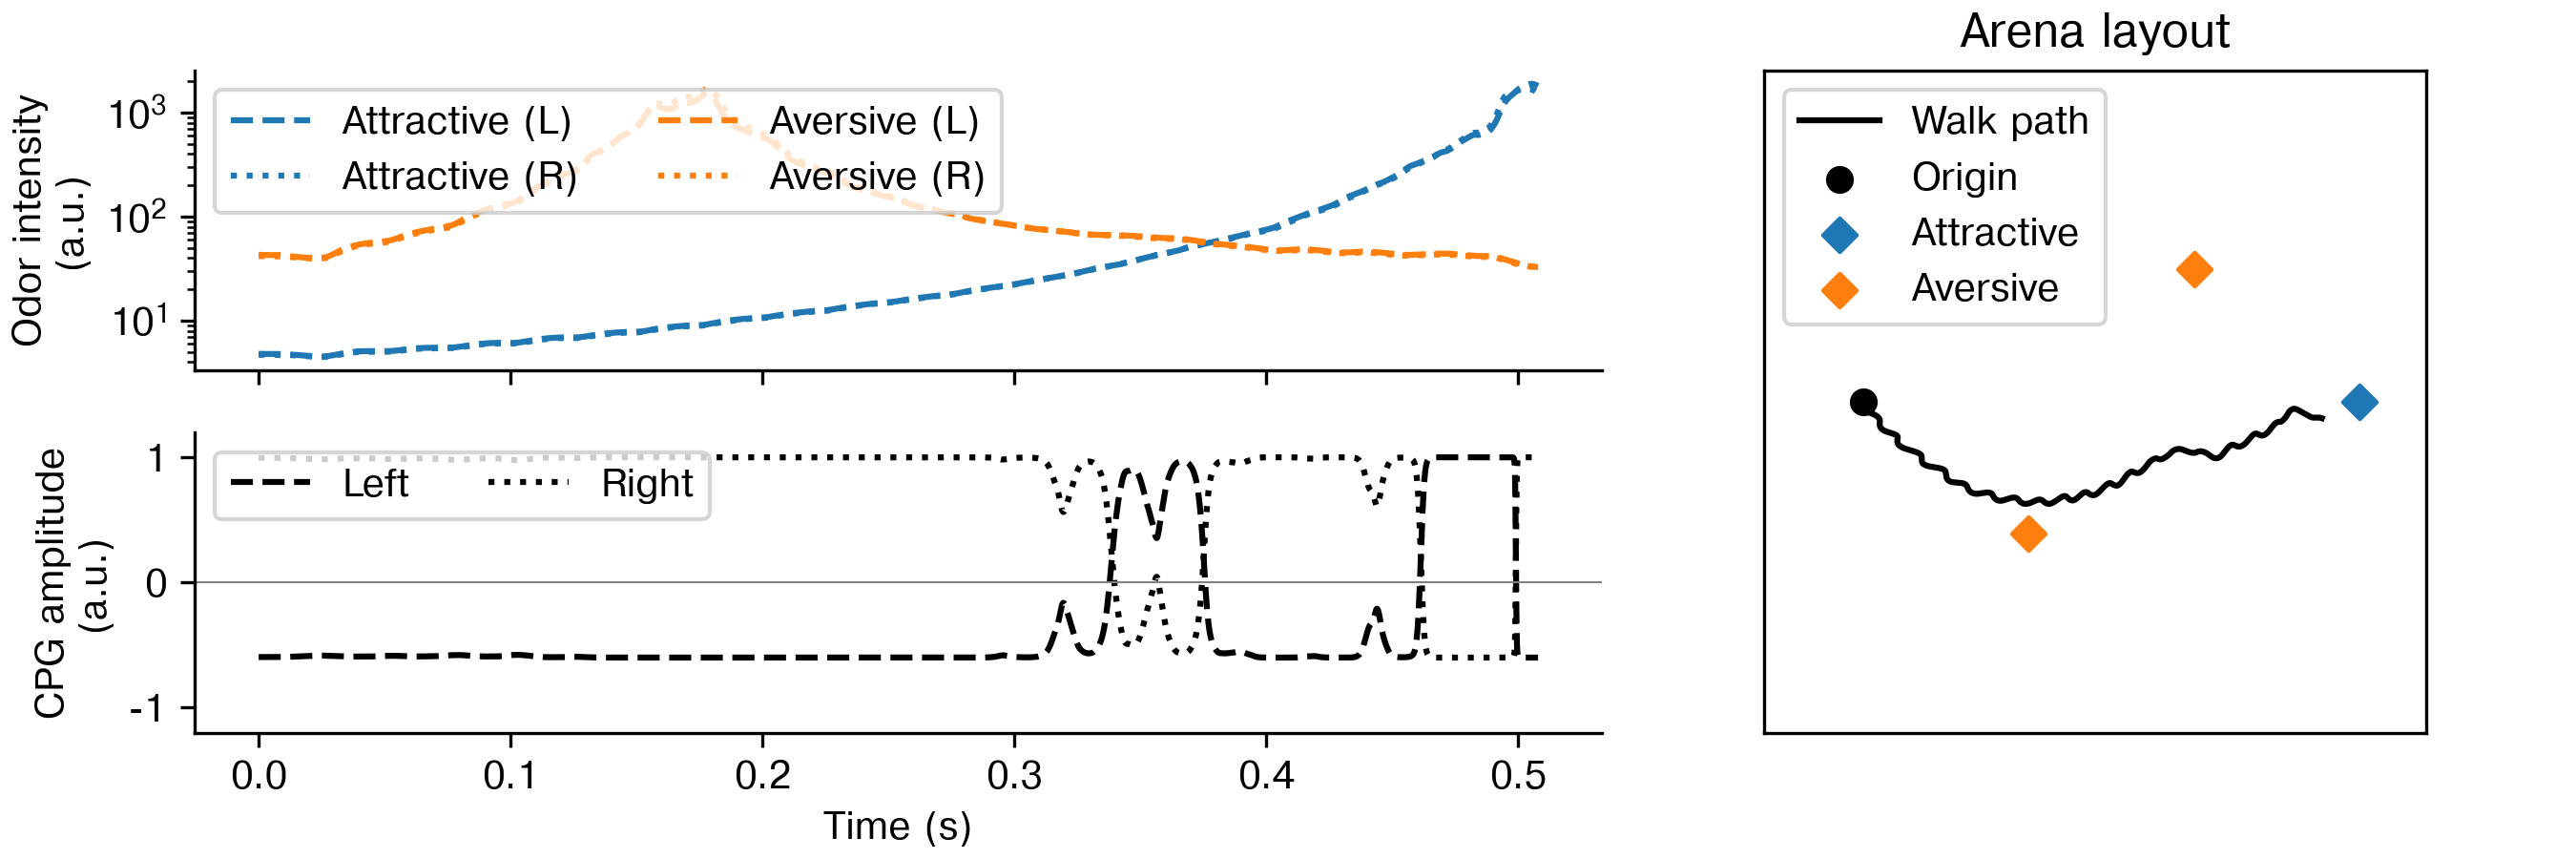 Arena layout
Odor intensity
(a.u.)
10³
10²
10¹
Attractive (L)
Attractive (R)
Aversive (L)
Aversive (R)
CPG amplitude
(a.u.)
1
0
-1
Left
Right
0.0
0.1
0.2
0.3
0.4
0.5
Time (s)
Walk path
Origin
Attractive
Aversive